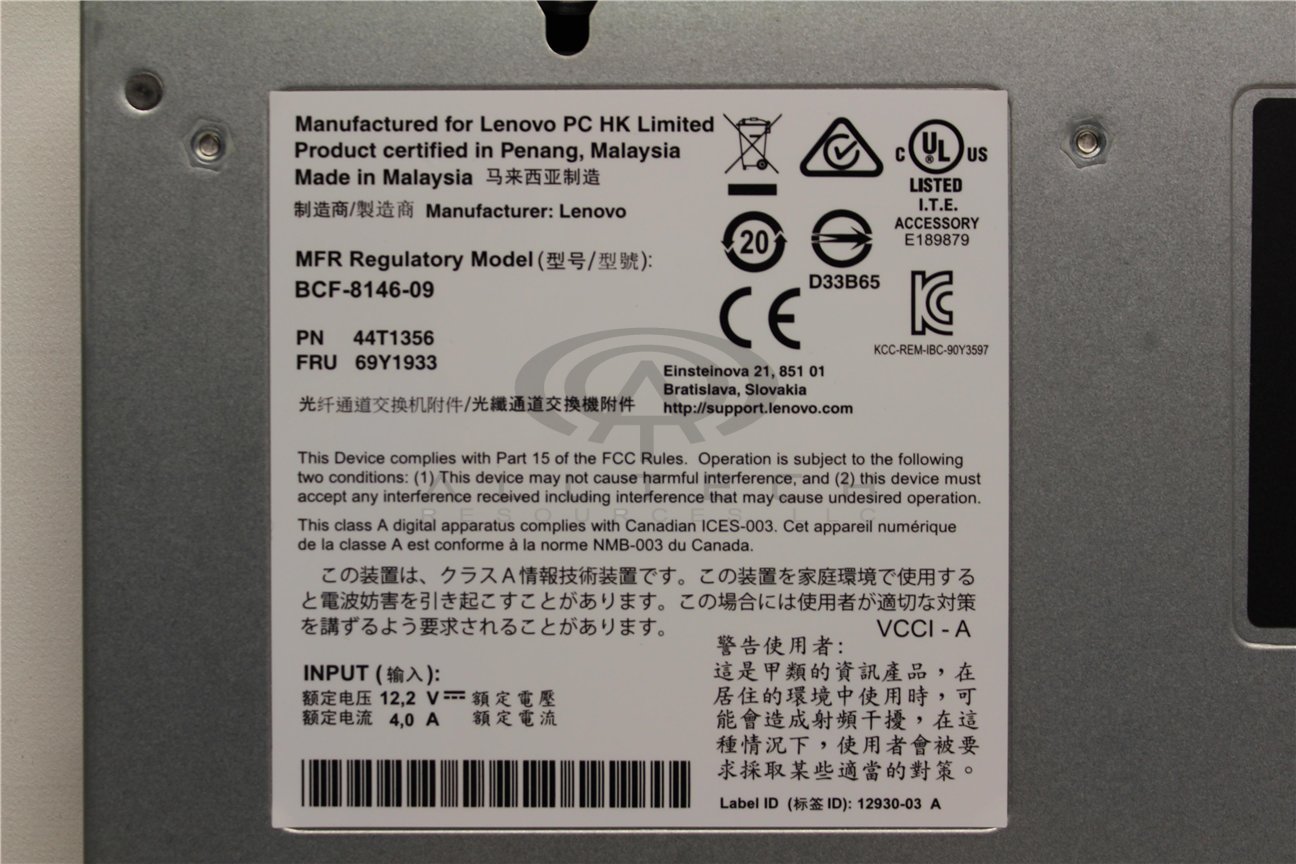 Manufactured for Lenovo PC HK Limited
Product certified in Penang, Malaysia
Made in Malaysia 马来西亚制造
制造商/製造商 Manufacturer: Lenovo
MFR Regulatory Model (型号/型號):
BCF-8146-09
PN 44T1356
FRU 69Y1933
光纤通道交换机附件/光纖通道交換機附件
C UL ® US
LISTED
I.T.E.
ACCESSORY
E189879
20
D33B65
CE
KCC-REM-IBC-90Y3597
Einsteinova 21, 851 01
Bratislava, Slovakia
http://support.lenovo.com
This Device complies with Part 15 of the FCC Rules. Operation is subject to the following
two conditions: (1) This device may not cause harmful interference, and (2) this device must
accept any interference received including interference that may cause undesired operation.
This class A digital apparatus complies with Canadian ICES-003. Cet appareil numérique
de la classe A est conforme à la norme NMB-003 du Canada.
この装置は、クラスA情報技術装置です。この装置を家庭環境で使用する
と電波妨害を引き起こすことがあります。この場合には使用者が適切な対策
を講ずるよう要求されることがあります。
VCCI - A
INPUT (输入):
额定电压 12,2 V 額定電壓
额定电流 4,0 A 額定電流
警告使用者:
這是甲類的資訊產品，在
居住的環境中使用時，可
能會造成射頻干擾，在這
種情況下，使用者會被要
求採取某些適當的對策。
Label ID (标签 ID): 12930-03 A
RESOURCES LLC